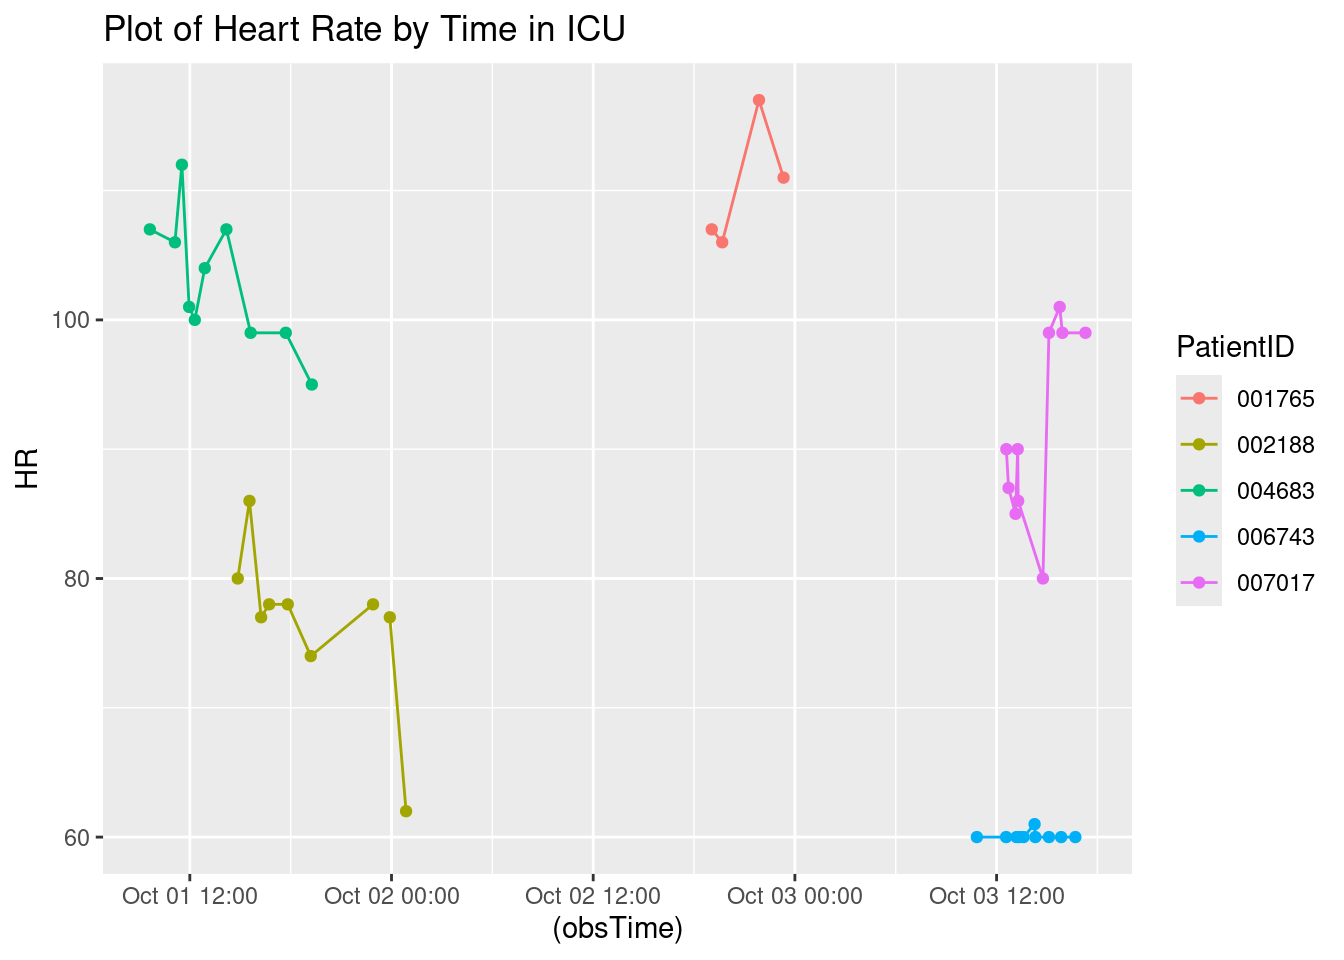 Plot of Heart Rate by Time in ICU
HR
100
80
60
Oct 01 12:00
Oct 02 00:00
Oct 02 12:00
Oct 03 00:00
Oct 03 12:00
(obsTime)
PatientID
001765
002188
004683
006743
007017